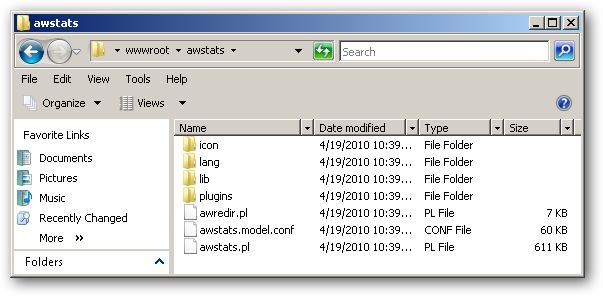 awstats
wwwroot awstats Search
File Edit View Tools Help
Organize Views
Favorite Links
Documents
Pictures
Music
Recently Changed
More
Folders
Name Date modified Type Size
icon 4/19/2010 10:39... File Folder
lang 4/19/2010 10:39... File Folder
lib 4/19/2010 10:39... File Folder
plugins 4/19/2010 10:39... File Folder
awredir.pl 4/19/2010 10:39... PL File 7 KB
awstats.model.conf 4/19/2010 10:39... CONF File 60 KB
awstats.pl 4/19/2010 10:39... PL File 611 KB